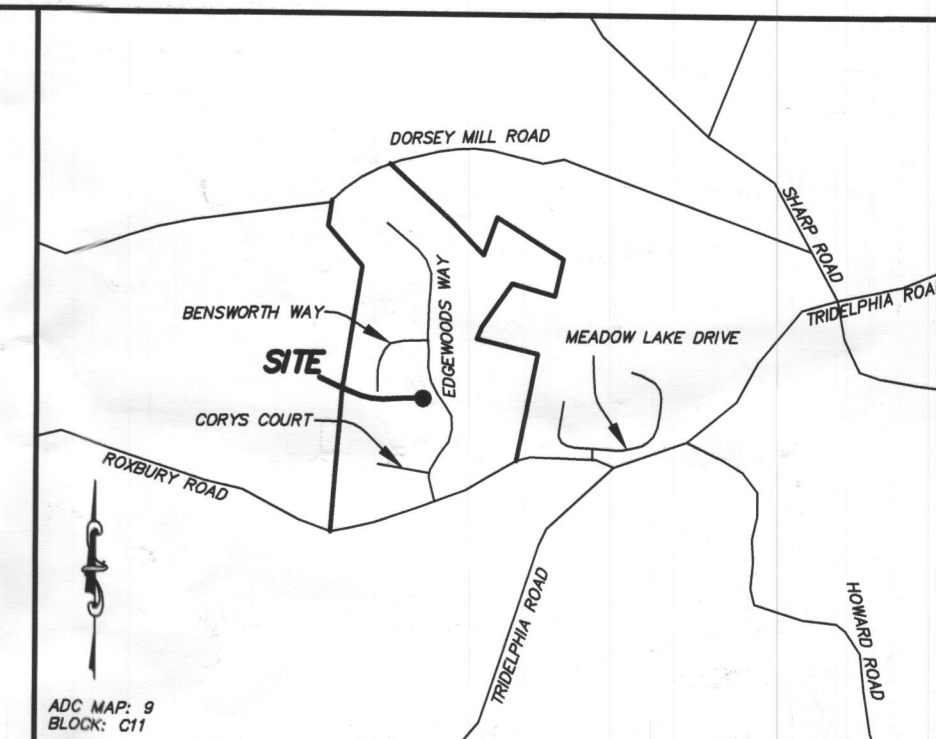 DORSEY MILL ROAD
SHARP ROAD
TRIDELPHIA ROAD
EDGEWOODS WAY
BENSWORTH WAY
MEADOW LAKE DRIVE
SITE
CORYS COURT
ROXBURY ROAD
TRIDELPHIA ROAD
HOWARD ROAD
ADC MAP: 9
BLOCK: C11